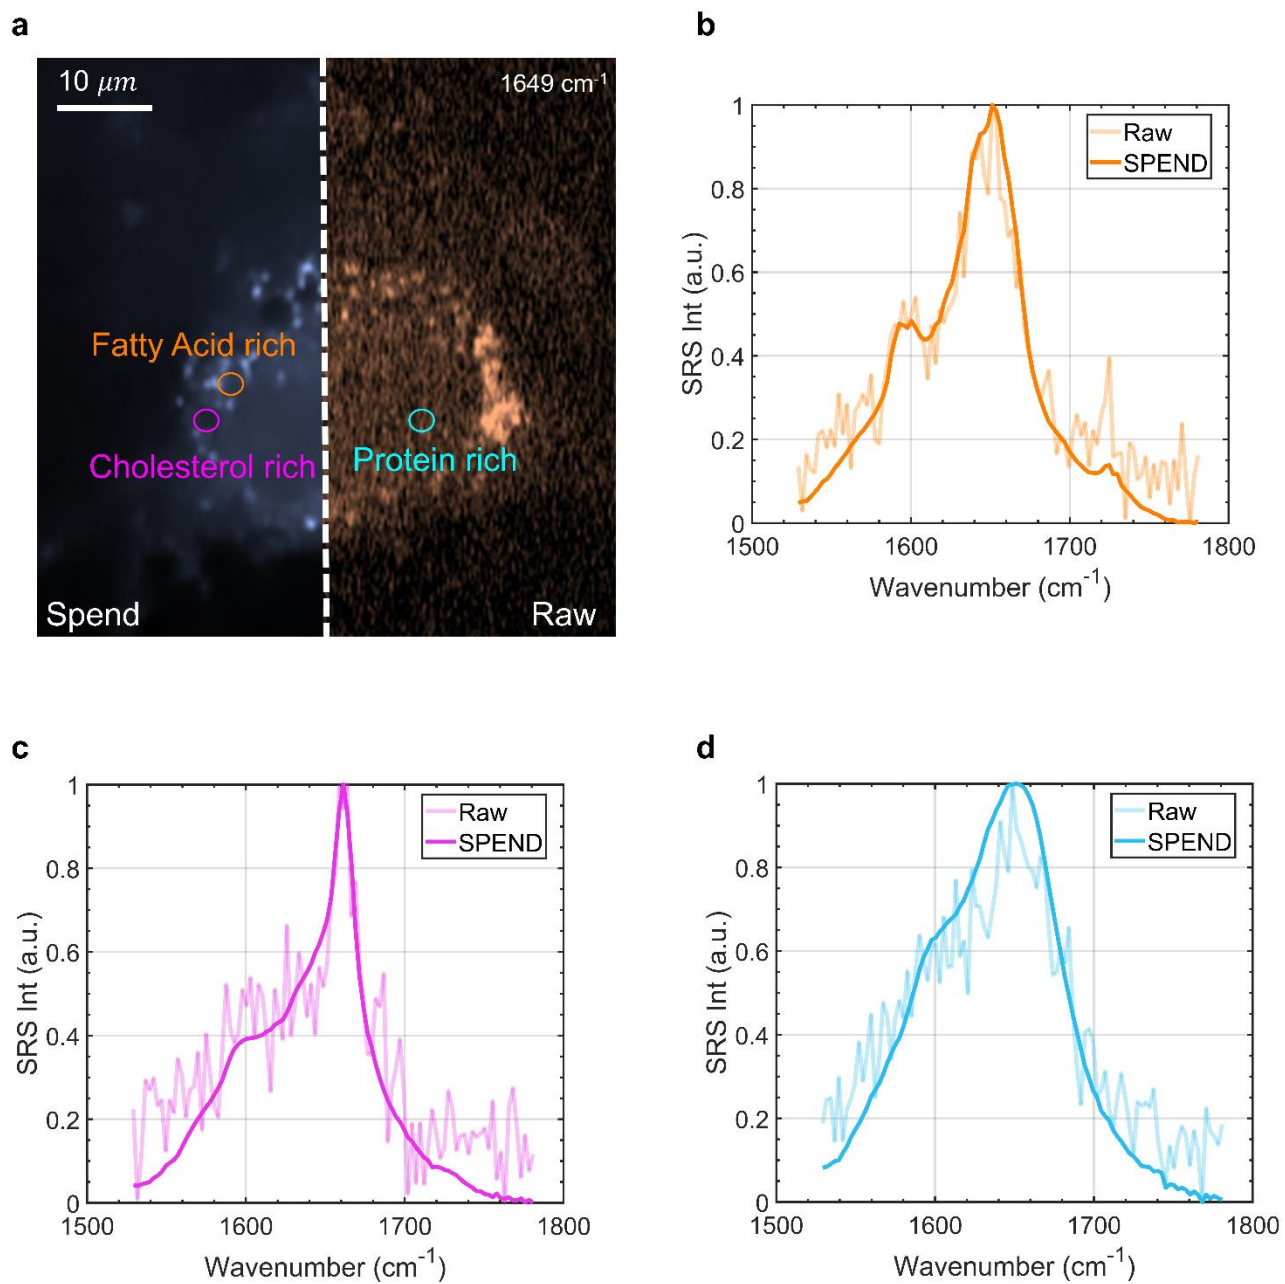 a
10 μm
1649 cm⁻¹
Fatty Acid rich
Cholesterol rich
Protein rich
Spend
Raw
b
1
0.8
0.6
0.4
0.2
0
SRS Int (a.u.)
Raw
SPEND
1500 1600 1700 1800
Wavenumber (cm⁻¹)
c
1
0.8
0.6
0.4
0.2
0
SRS Int (a.u.)
Raw
SPEND
1500 1600 1700 1800
Wavenumber (cm⁻¹)
d
1
0.8
0.6
0.4
0.2
0
SRS Int (a.u.)
Raw
SPEND
1500 1600 1700 1800
Wavenumber (cm⁻¹)